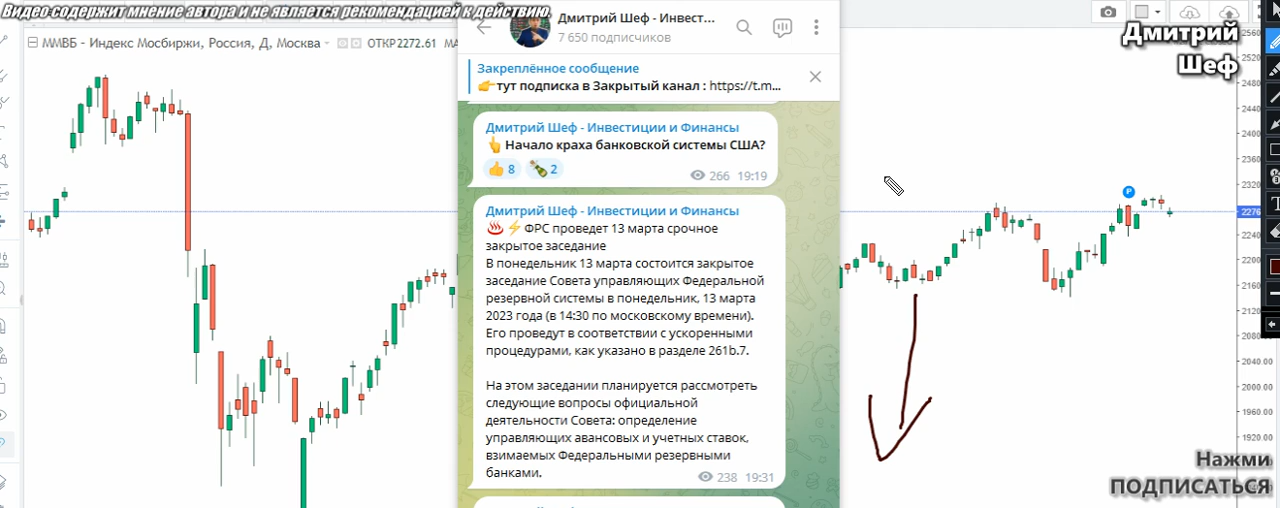 Видео содержит мнение автора и не является рекомендацией к действию.
ММВБ - Индекс Мосбиржи, Россия, Д, Москва
ОТКР2272.61
Дмитрий Шеф - Инвест...
7 650 подписчиков
Закреплённое сообщение
👉тут подписка в Закрытый канал : https://t.m...
Дмитрий Шеф - Инвестиции и Финансы
👆Начало краха банковской системы США?
👍 8 🍾 2
266 19:19
Дмитрий Шеф - Инвестиции и Финансы
♨️⚡ФРС проведет 13 марта срочное
закрытое заседание
В понедельник 13 марта состоится закрытое
заседание Совета управляющих Федеральной
резервной системы в понедельник, 13 марта
2023 года (в 14:30 по московскому времени).
Его проведут в соответствии с ускоренными
процедурами, как указано в разделе 261b.7.
На этом заседании планируется рассмотреть
следующие вопросы официальной
деятельности Совета: определение
управляющих авансовых и учетных ставок,
взимаемых Федеральными резервными
банками.
238 19:31
Дмитрий
Шеф
P
2560
2480
2440
2400
2360
2320
2276
2240
2200
2160
2120.00
2080.00
2040.00
2000.00
1960.00
1920.00
Нажми
ПОДПИСАТЬСЯ